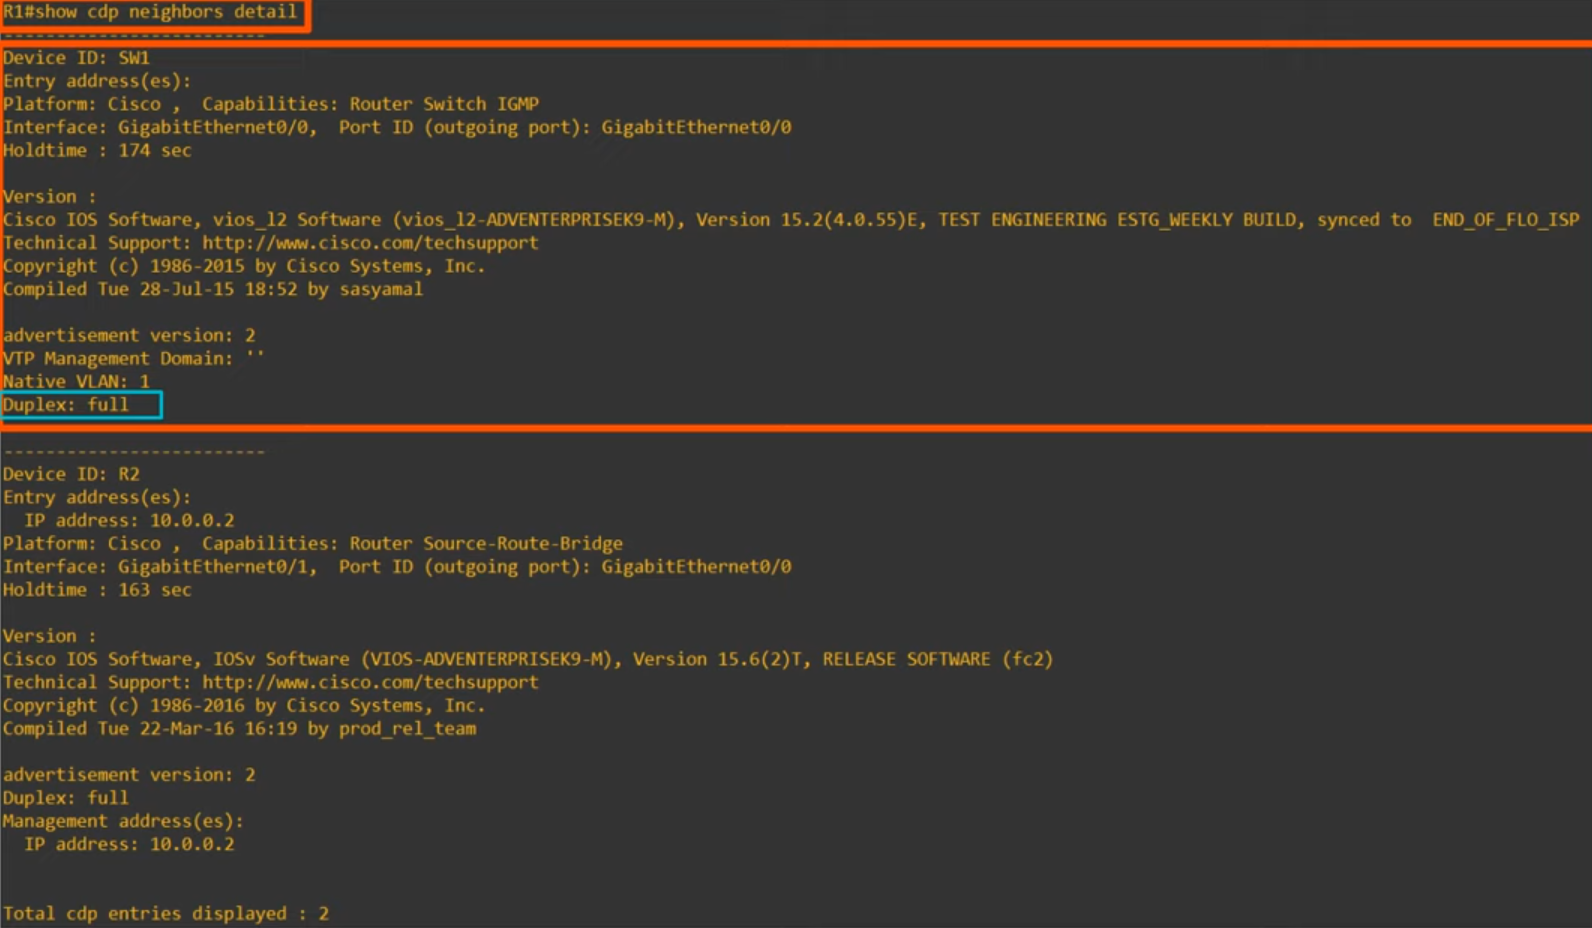 R1#show cdp neighbors detail
-------------------------
Device ID: SW1
Entry address(es):
Platform: Cisco ,  Capabilities: Router Switch IGMP
Interface: GigabitEthernet0/0,  Port ID (outgoing port): GigabitEthernet0/0
Holdtime : 174 sec

Version :
Cisco IOS Software, vios_l2 Software (vios_l2-ADVENTERPRISEK9-M), Version 15.2(4.0.55)E, TEST ENGINEERING ESTG_WEEKLY BUILD, synced to  END_OF_FLO_ISP
Technical Support: http://www.cisco.com/techsupport
Copyright (c) 1986-2015 by Cisco Systems, Inc.
Compiled Tue 28-Jul-15 18:52 by sasyamal

advertisement version: 2
VTP Management Domain: ''
Native VLAN: 1
Duplex: full

-------------------------
Device ID: R2
Entry address(es):
  IP address: 10.0.0.2
Platform: Cisco ,  Capabilities: Router Source-Route-Bridge
Interface: GigabitEthernet0/1,  Port ID (outgoing port): GigabitEthernet0/0
Holdtime : 163 sec

Version :
Cisco IOS Software, IOSv Software (VIOS-ADVENTERPRISEK9-M), Version 15.6(2)T, RELEASE SOFTWARE (fc2)
Technical Support: http://www.cisco.com/techsupport
Copyright (c) 1986-2016 by Cisco Systems, Inc.
Compiled Tue 22-Mar-16 16:19 by prod_rel_team

advertisement version: 2
Duplex: full
Management address(es):
  IP address: 10.0.0.2

Total cdp entries displayed : 2